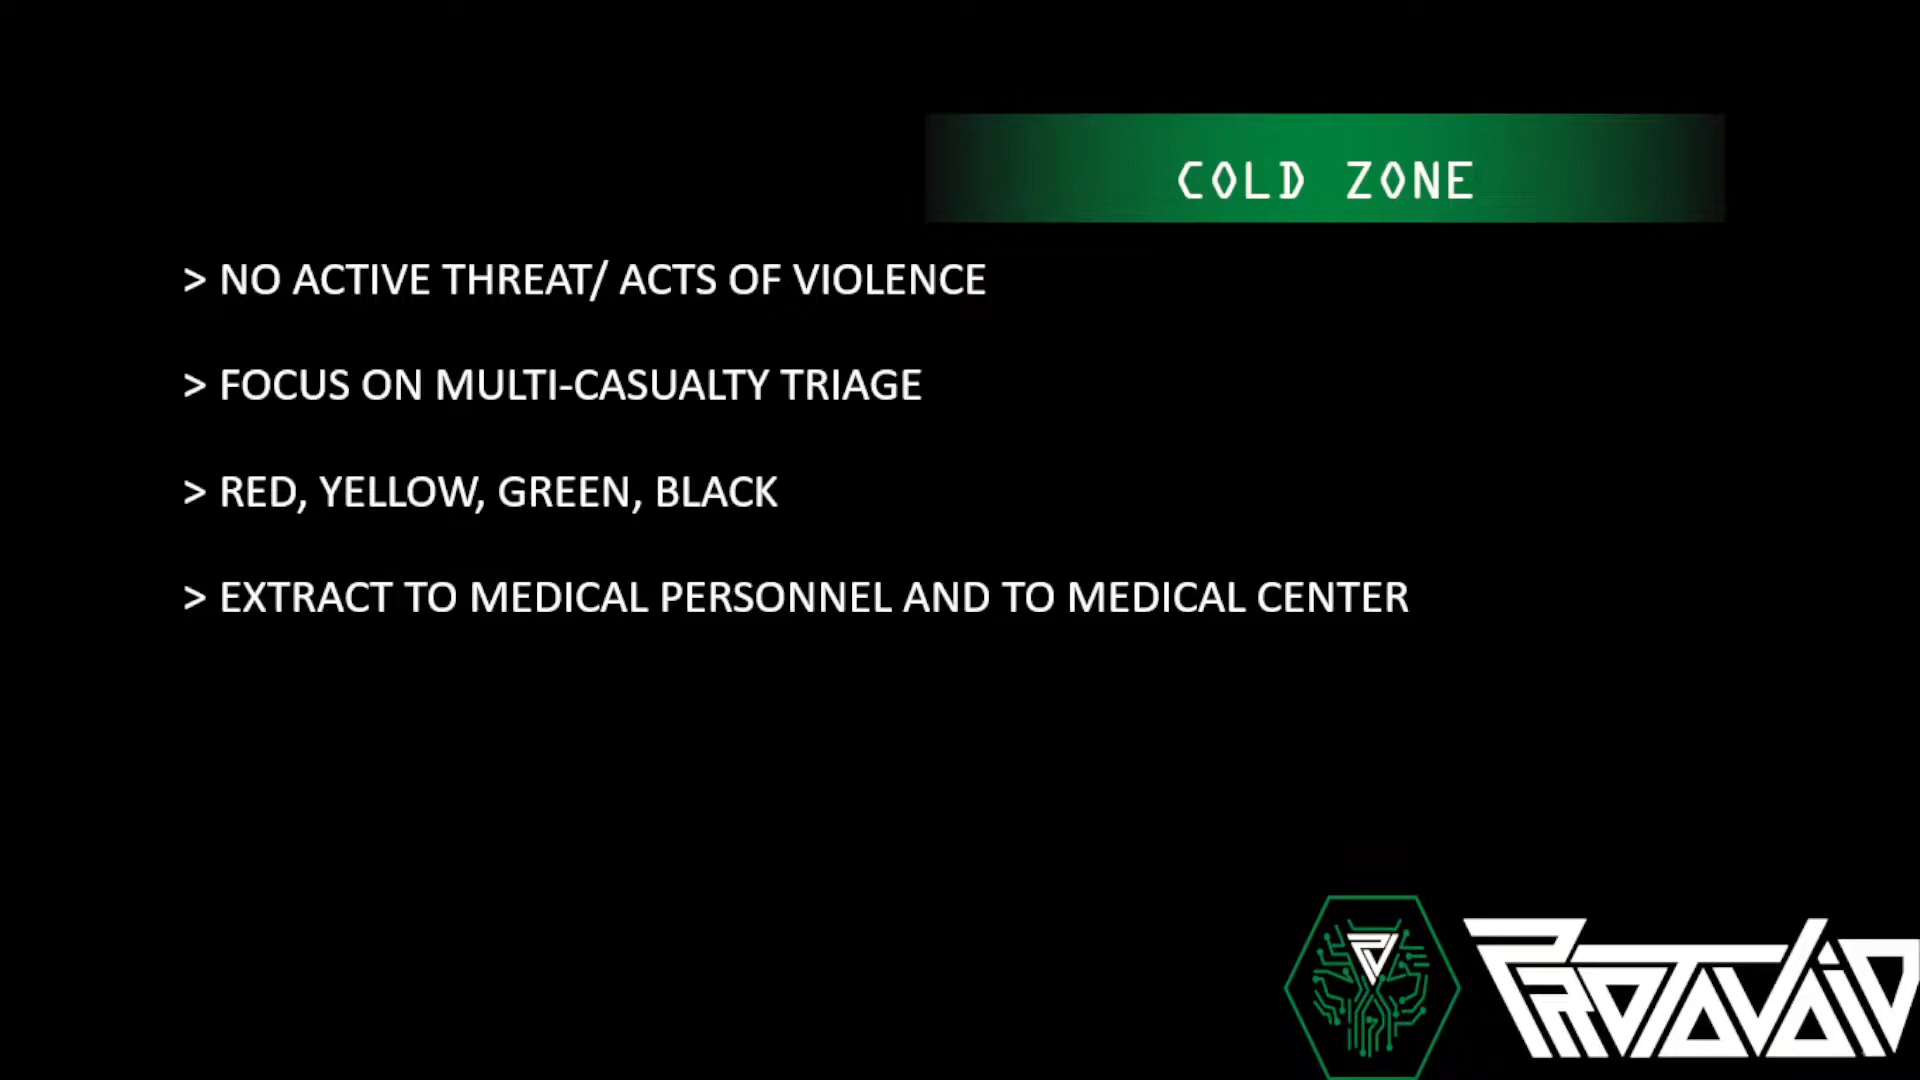 COLD ZONE
> NO ACTIVE THREAT/ ACTS OF VIOLENCE
> FOCUS ON MULTI-CASUALTY TRIAGE
> RED, YELLOW, GREEN, BLACK
> EXTRACT TO MEDICAL PERSONNEL AND TO MEDICAL CENTER
PROTOVOID